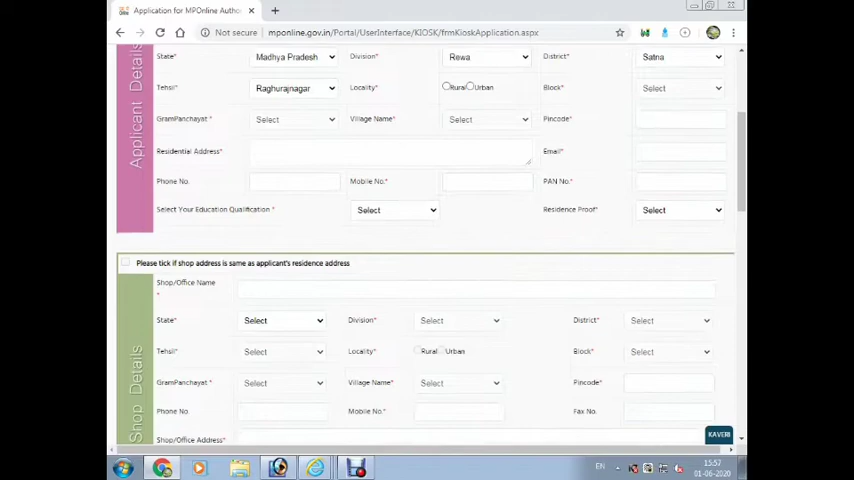 Application for MPOnline Author
Not secure mponline.gov.in/Portal/UserInterface/KIOSK/frmKioskApplication.aspx
Applicant Details
State* Madhya Pradesh Division* Rewa District* Satna
Tehsil* Raghurajnagar Locality* Rural Urban Block* Select
GramPanchayat * Select Village Name* Select Pincode*
Residential Address* Email*
Phone No. Mobile No.* PAN No.*
Select Your Education Qualification * Select Residence Proof* Select
Please tick if shop address is same as applicant's residence address
Shop Details
Shop/Office Name
*
State* Select Division* Select District* Select
Tehsil* Select Locality* Rural Urban Block* Select
GramPanchayat * Select Village Name* Select Pincode*
Phone No Mobile No.* Fax No.
Shop/Office Address*
KAVERI
EN 15:57
01-06-2020